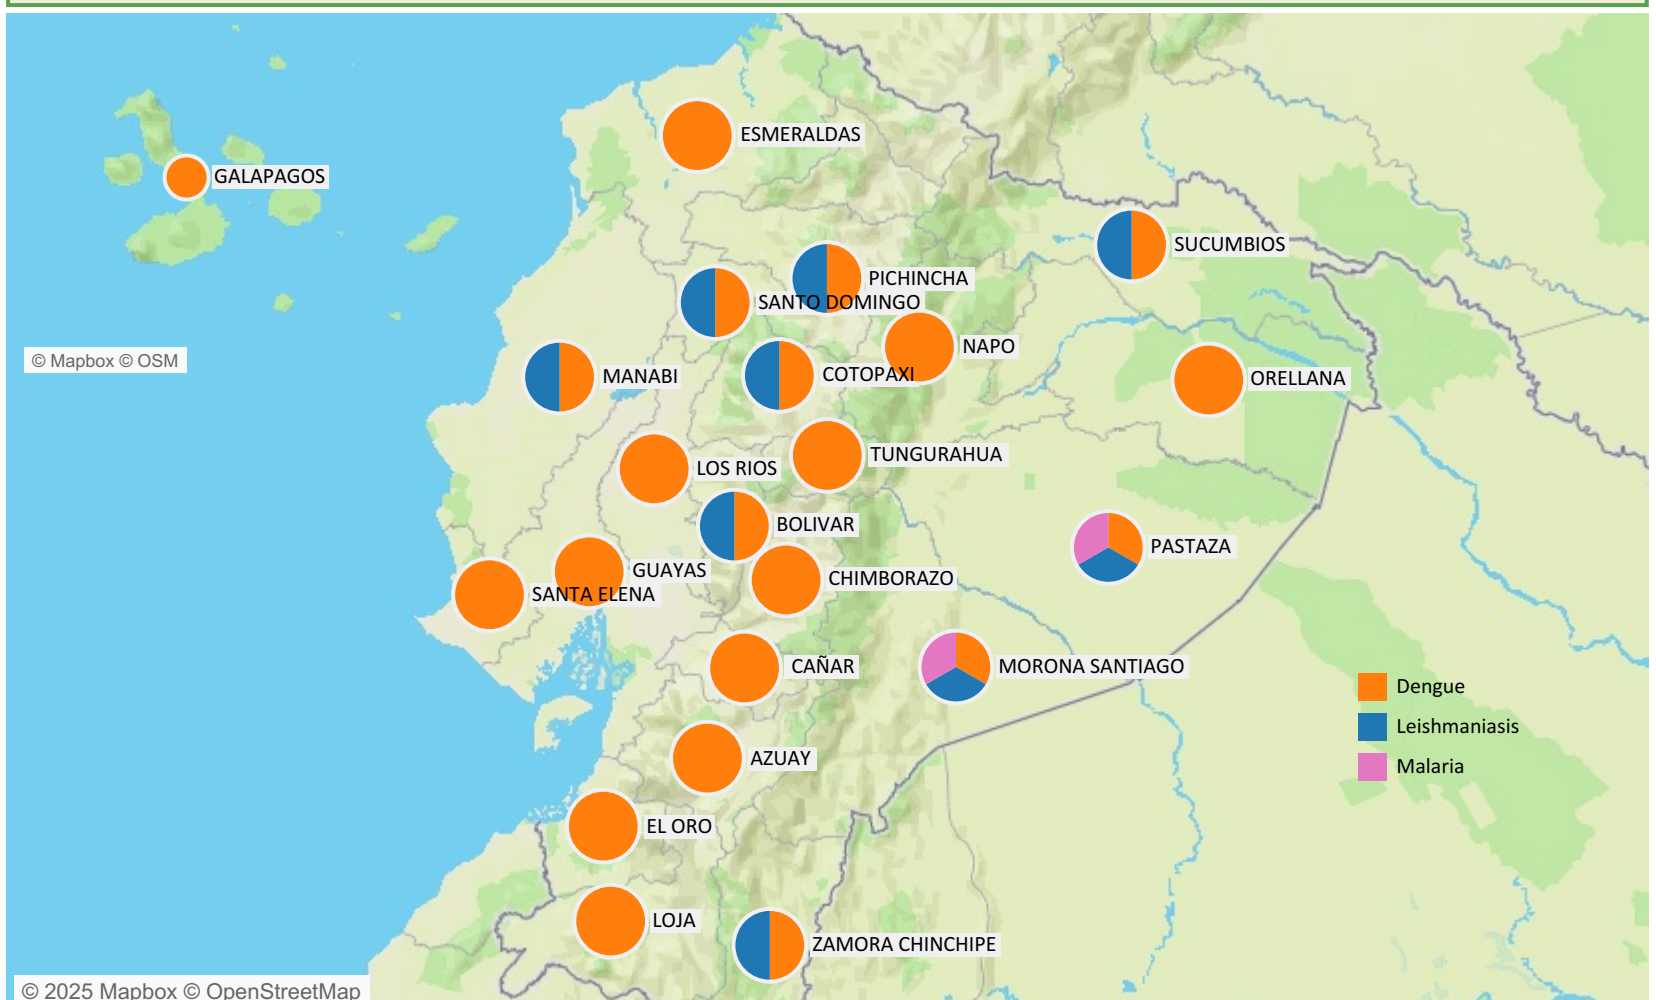 ESMERALDAS
GALAPAGOS
SUCUMBIOS
PICHINCHA
SANTO DOMINGO
NAPO
© Mapbox © OSM
MANABI
COTOPAXI
ORELLANA
TUNGURAHUA
LOS RIOS
BOLIVAR
PASTAZA
GUAYAS
CHIMBORAZO
SANTA ELENA
CAÑAR
MORONA SANTIAGO
Dengue
Leishmaniasis
Malaria
AZUAY
EL ORO
LOJA
ZAMORA CHINCHIPE
© 2025 Mapbox © OpenStreetMap